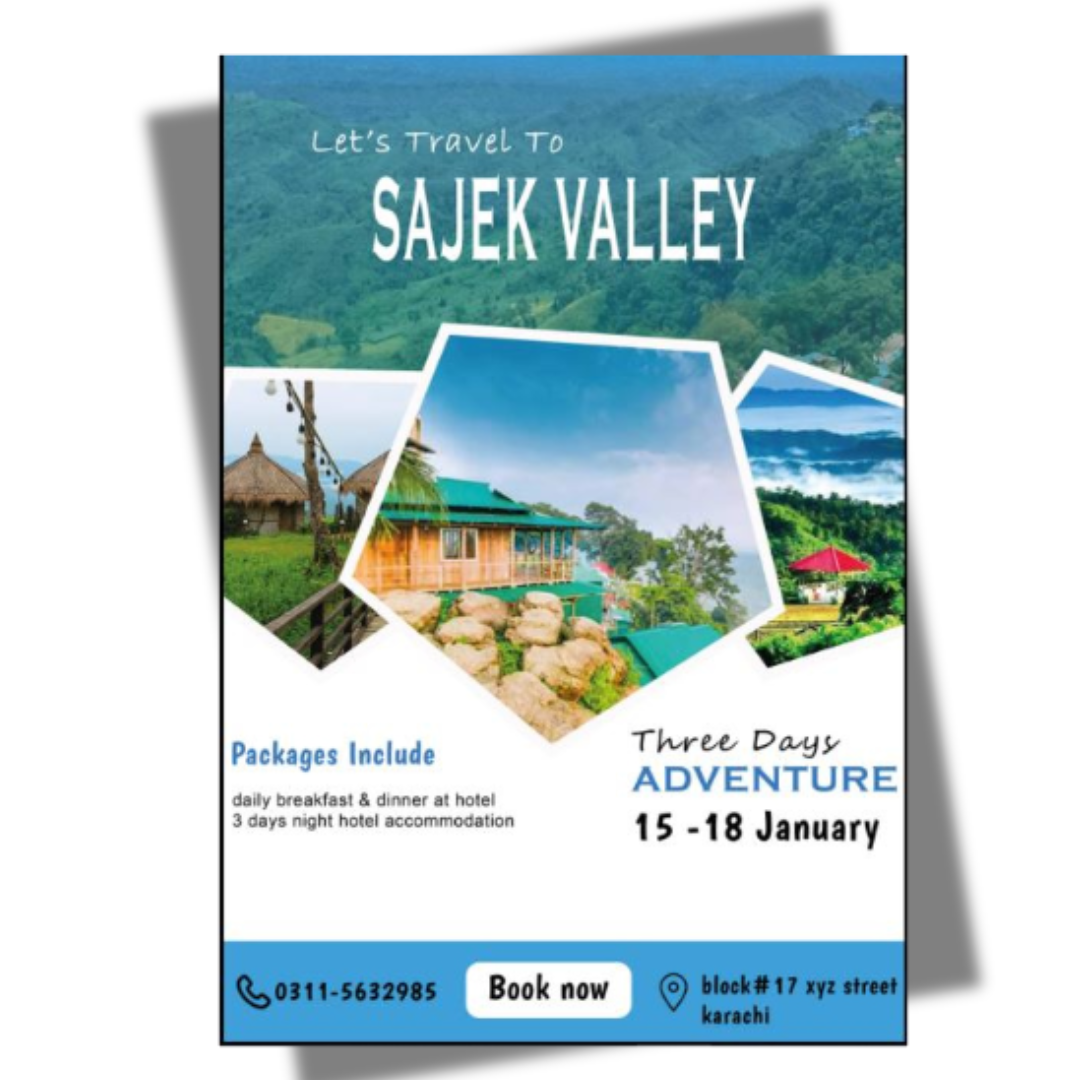 Let's Travel To
SAJEK VALLEY
Packages Include
daily breakfast & dinner at hotel
3 days night hotel accommodation
Three Days
ADVENTURE
15 -18 January
0311-5632985
Book now
block#17 xyz street
karachi